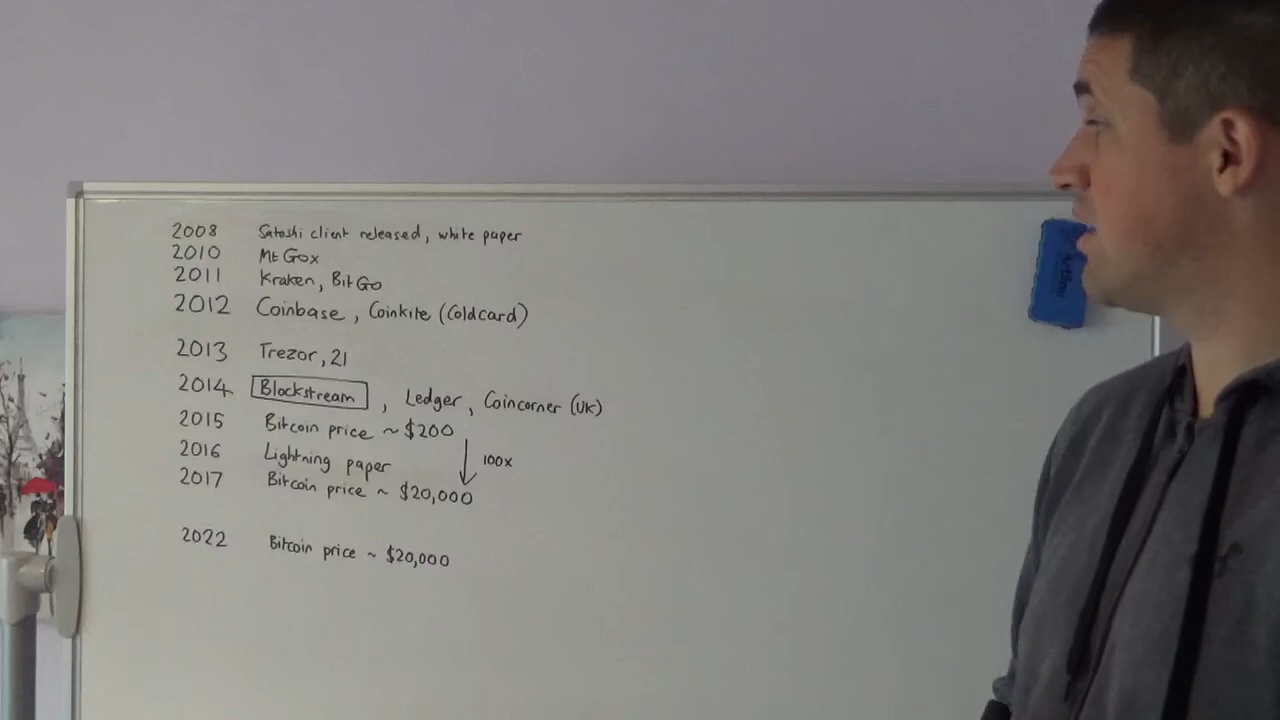 2008 Satoshi client released, white paper
2010 Mt Gox
2011 Kraken, BitGo
2012 Coinbase, Coinkite (Coldcard)
2013 Trezor, 21
2014 Blockstream, Ledger, Coincorner (UK)
2015 Bitcoin price ~ $200
100x
2016 Lightning paper
2017 Bitcoin price ~ $20,000
2022 Bitcoin price ~ $20,000